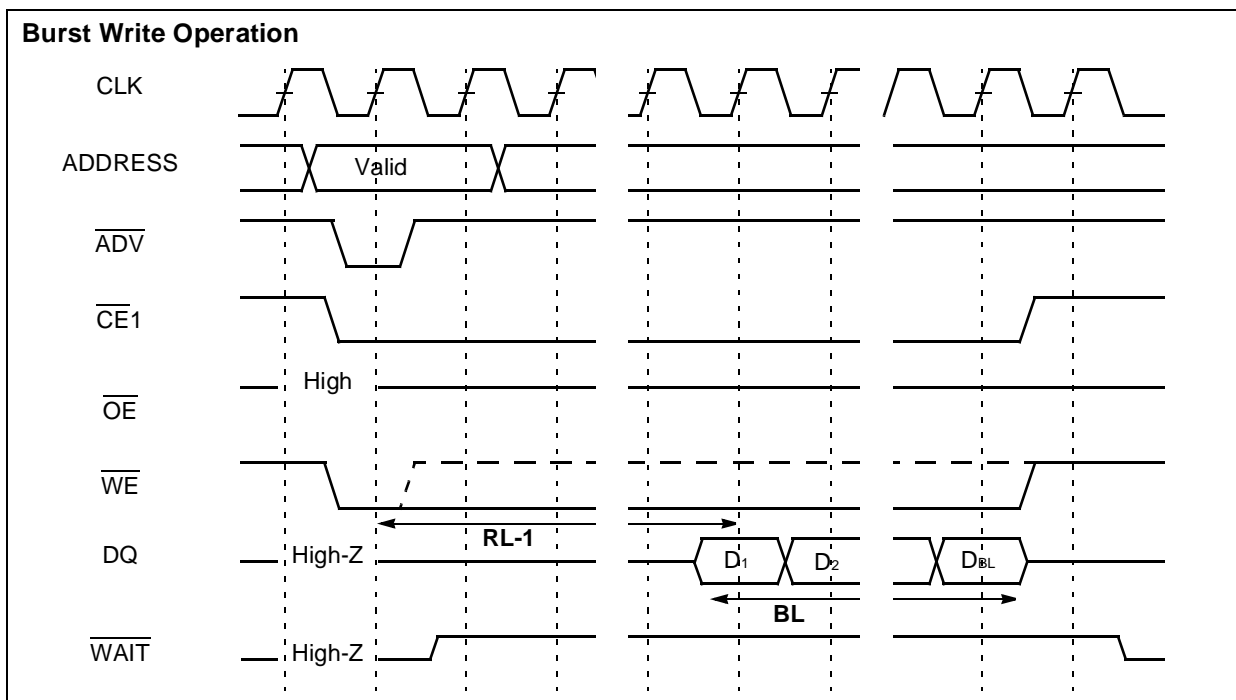 Burst Write Operation
CLK
ADDRESS
Valid
ADV
CE1
High
OE
WE
RL-1
DQ
High-Z
D1
D2
DBL
BL
WAIT
High-Z